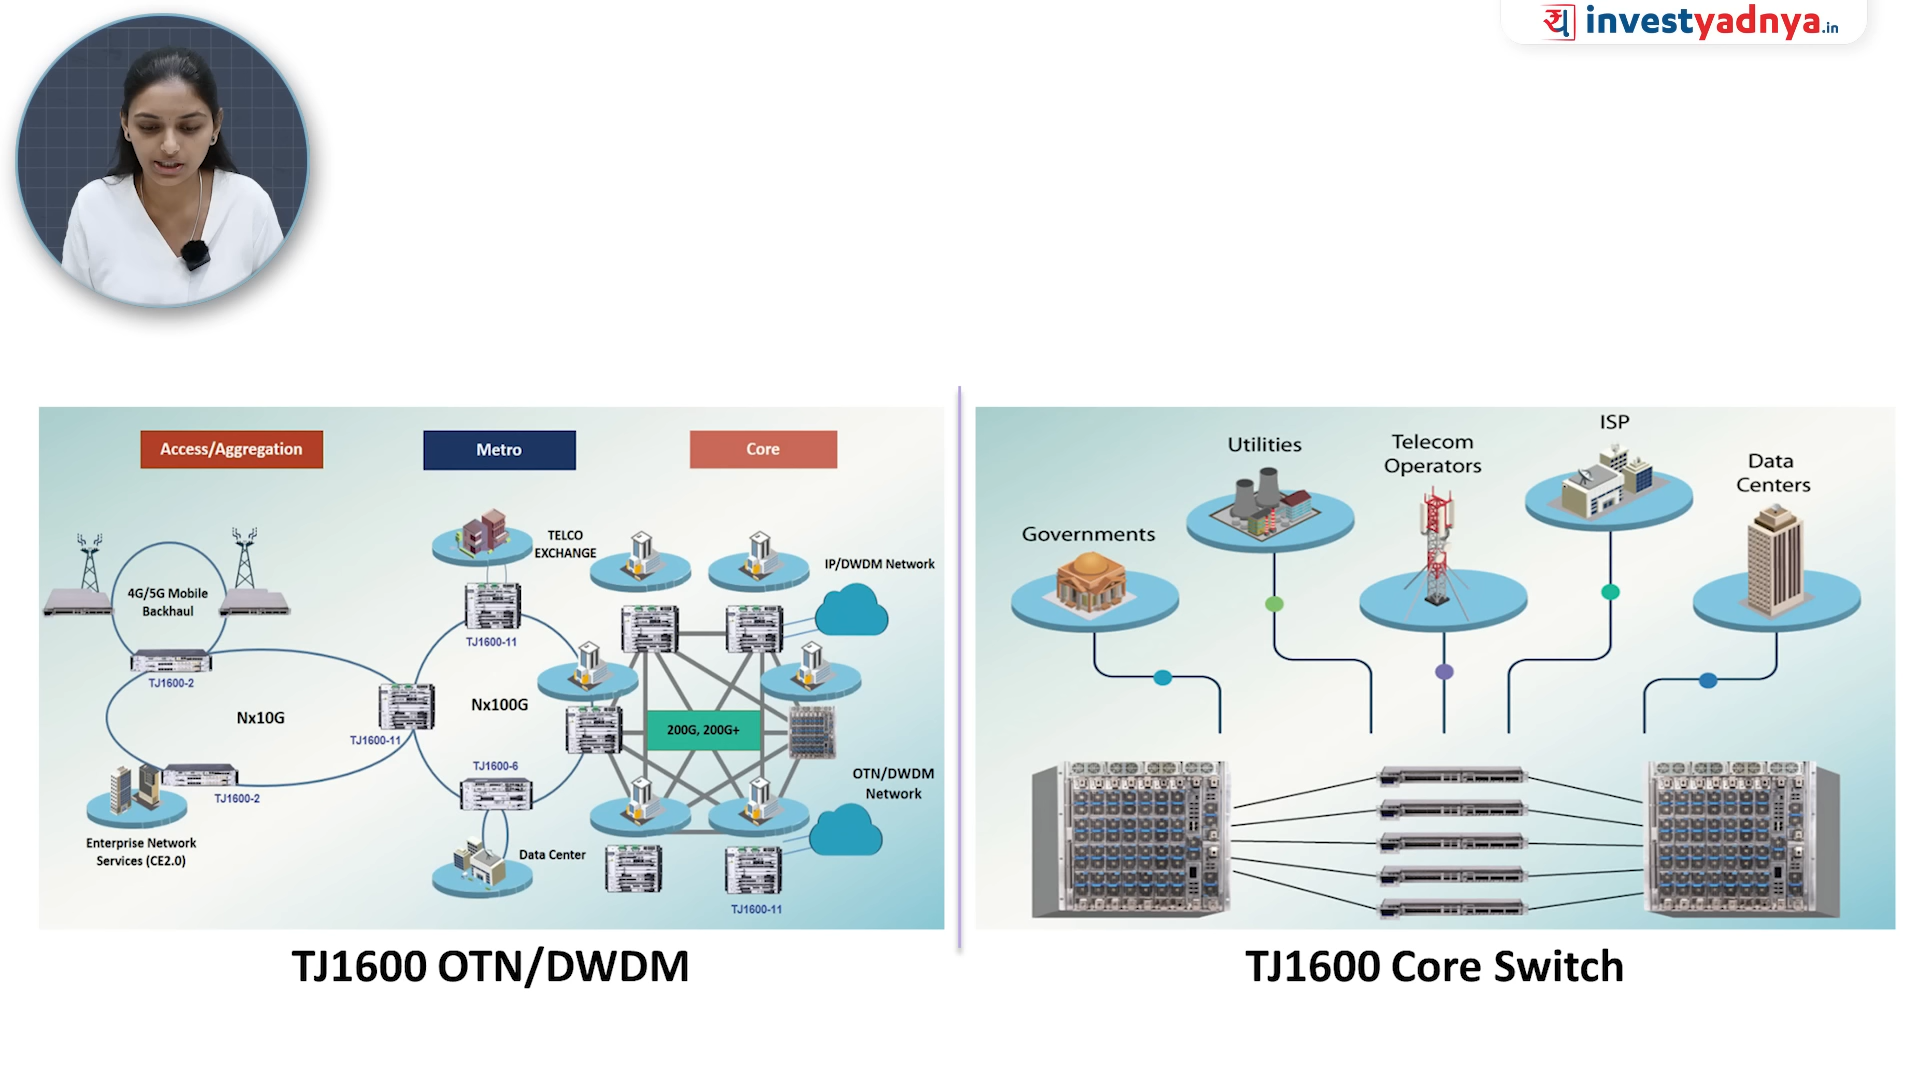 यू investyadnya.in
Access/Aggregation
Metro
Core
TELCO
EXCHANGE
IP/DWDM Network
4G/5G Mobile
Backhaul
TJ1600-11
TJ1600-2
Nx10G
Nx100G
TJ1600-11
200G, 200G+
TJ1600-6
TJ1600-2
OTN/DWDM
Network
Enterprise Network
Services (CE2.0)
Data Center
TJ1600-11
TJ1600 OTN/DWDM
ISP
Utilities
Telecom
Operators
Data
Centers
Governments
TJ1600 Core Switch